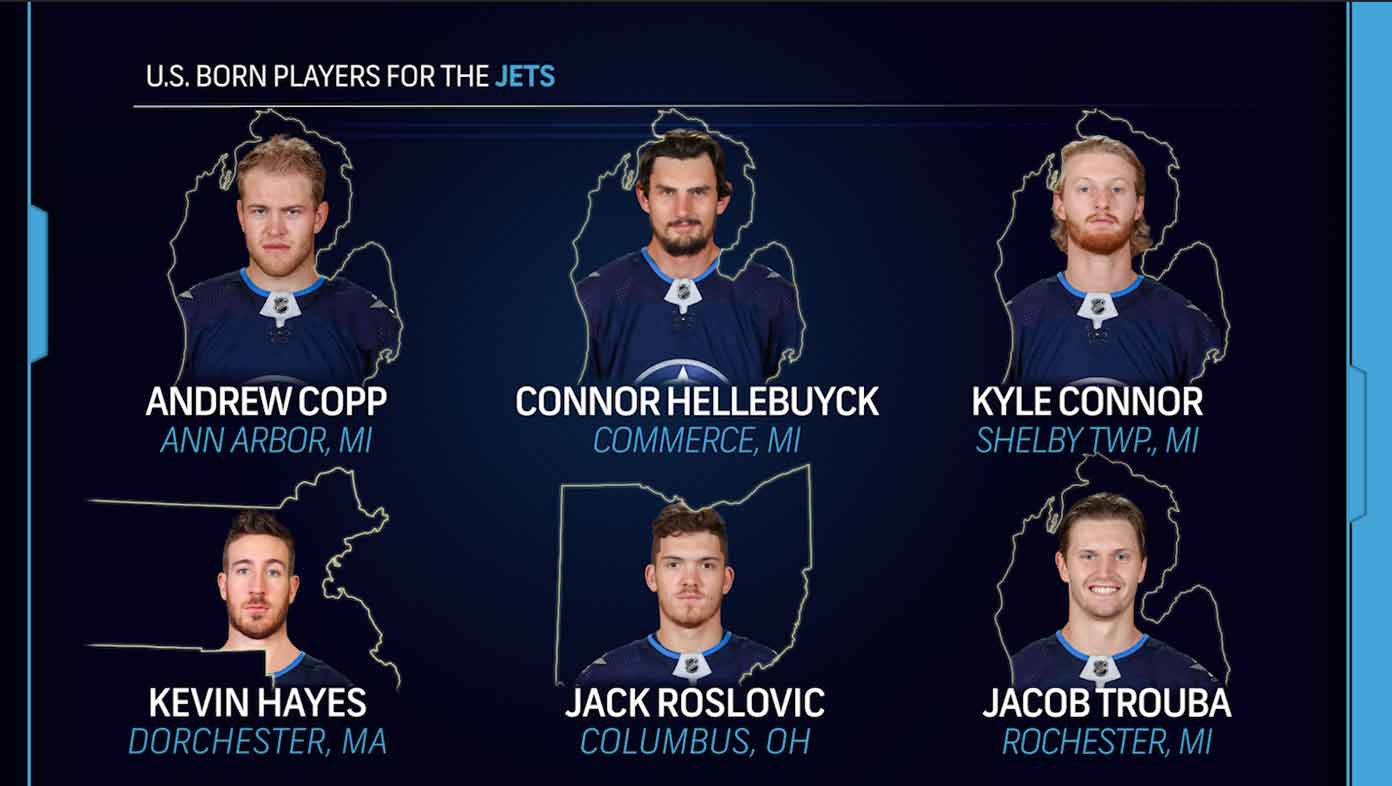 U.S. BORN PLAYERS FOR THE JETS
ANDREW COPP
ANN ARBOR, MI
CONNOR HELLEBUYCK
COMMERCE, MI
KYLE CONNOR
SHELBY TWP., MI
KEVIN HAYES
DORCHESTER, MA
JACK ROSLOVIC
COLUMBUS, OH
JACOB TROUBA
ROCHESTER, MI